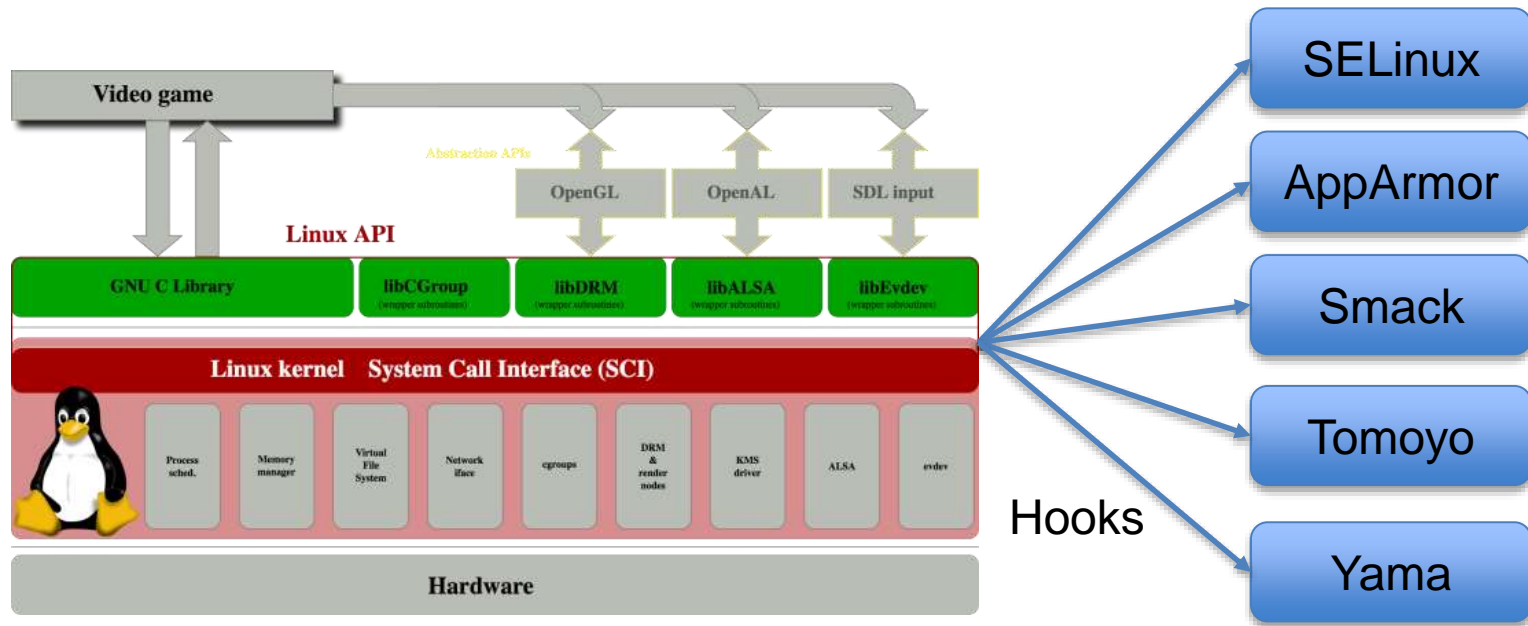 Video game
Abstraction APIs
OpenGL
OpenAL
SDL input
Linux API
GNU C Library
libCGroup
(wrapper subroutines)
libDRM
(wrapper subroutines)
libALSA
(wrapper subroutines)
libEvdev
(wrapper subroutines)
Linux kernel System Call Interface (SCI)
Process
sched.
Memory
manager
Virtual
File
System
Network
iface
cgroups
DRM
&
render
nodes
KMS
driver
ALSA
evdev
Hardware
Hooks
SELinux
AppArmor
Smack
Tomoyo
Yama